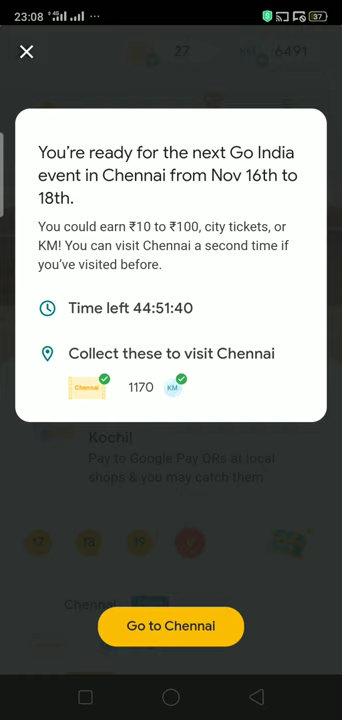 23:08 4G ... 37
27 KM 6491
You're ready for the next Go India
event in Chennai from Nov 16th to
18th.
You could earn ₹10 to ₹100, city tickets, or
KM! You can visit Chennai a second time if
you've visited before.
Time left 44:51:40
Collect these to visit Chennai
Chennai 1170 KM
Kochi!
Pay to Google Pay QRs at local
shops & you may catch them
17 18 19
Chennai
Go to Chennai